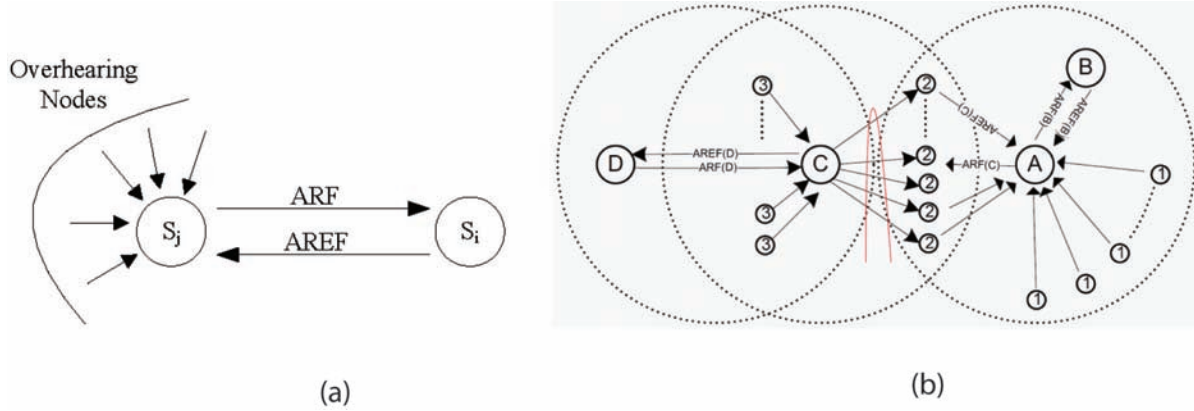 Overhearing
Nodes
ARF
AREF
Sj
Si
(a)
B
ARF(B)
AREF(B)
3
2
AREF(C)
D
AREF(D)
ARF(D)
C
2
ARF(C)
A
1
2
3
2
3
2
1
1
1
(b)